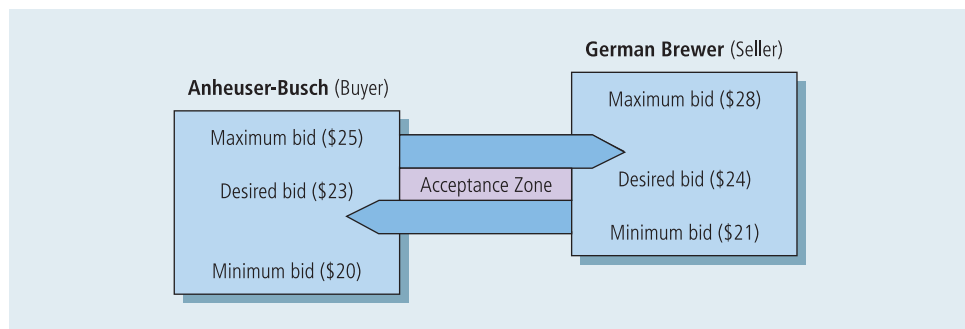 German Brewer (Seller)
Anheuser-Busch (Buyer)
Maximum bid ($28)
Maximum bid ($25)
Desired bid ($23)
Acceptance Zone
Desired bid ($24)
Minimum bid ($21)
Minimum bid ($20)